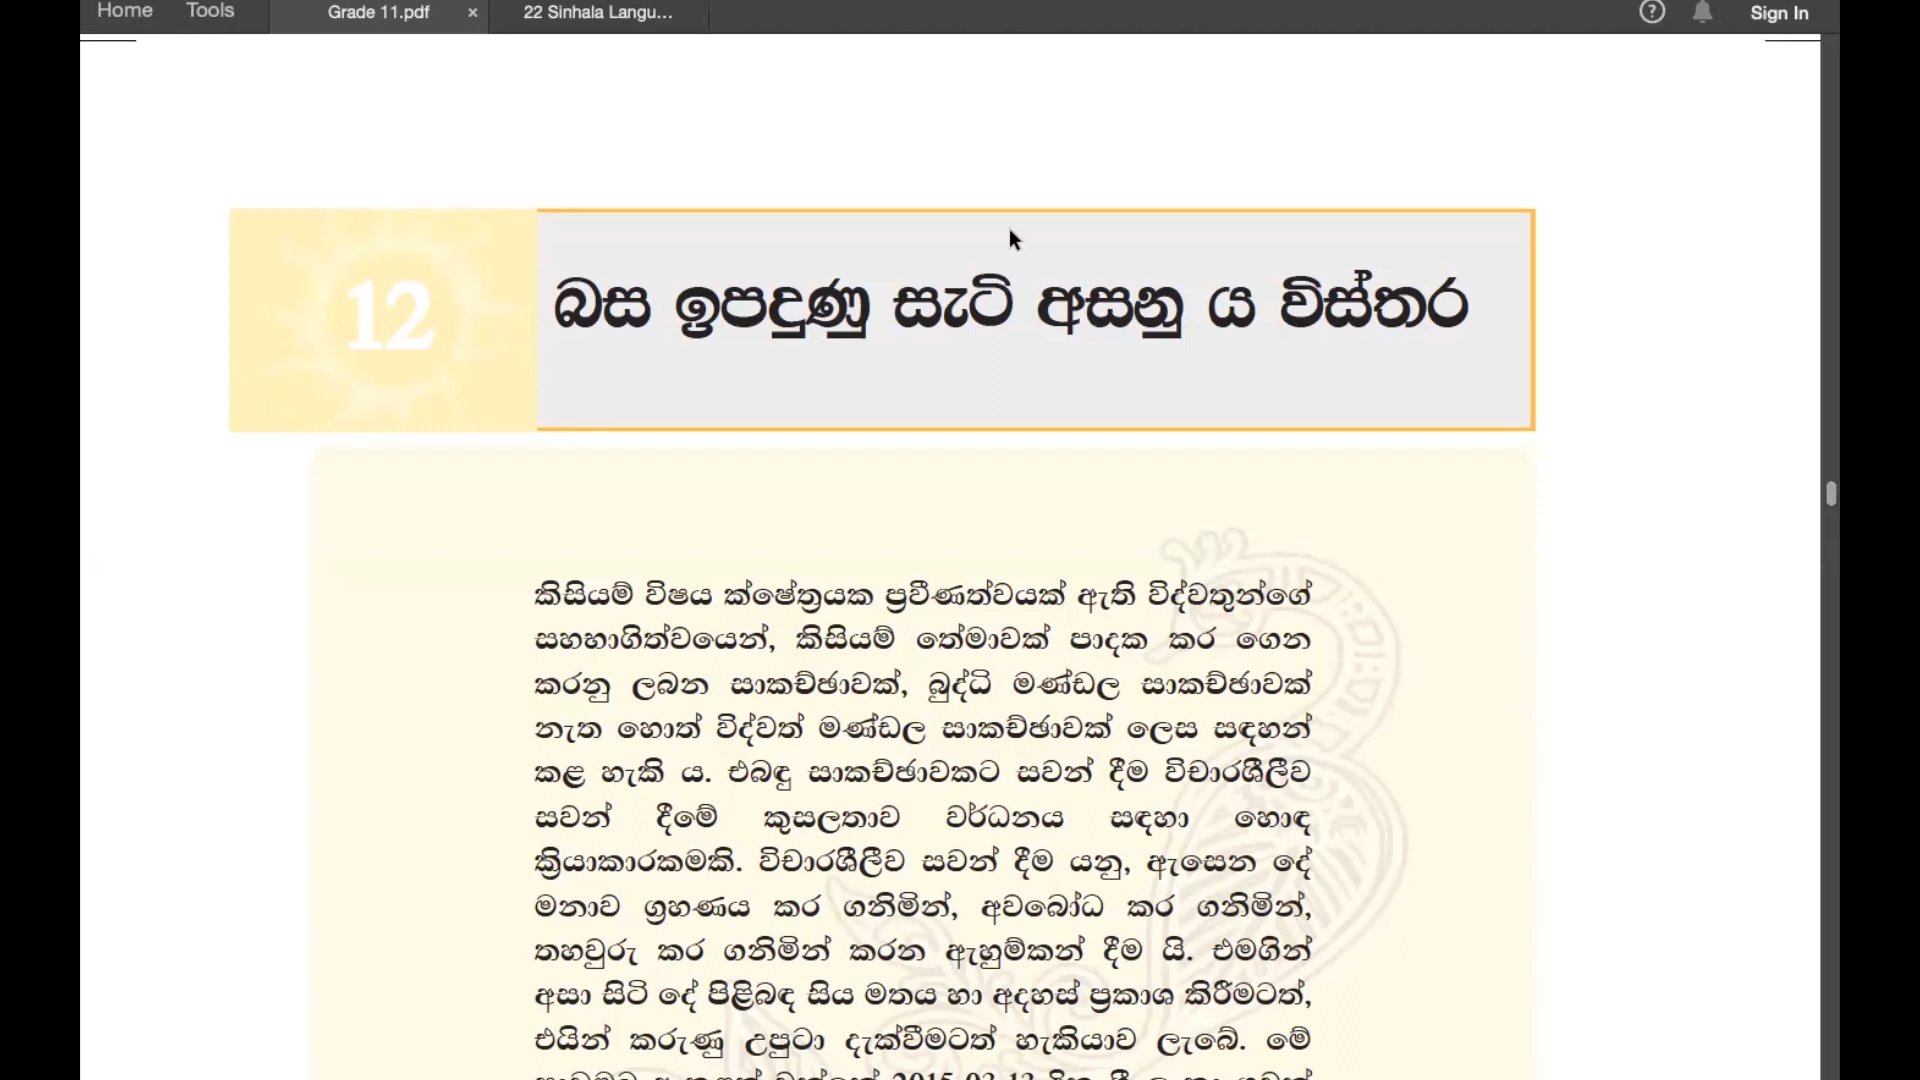 Home Tools Grade 11.pdf × 22 Sinhala Langu... ? Sign In
12
බස ඉපදුණු සැටි අසනු ය විස්තර
කිසියම් විෂය ක්ෂේත්‍රයක ප්‍රවීණත්වයක් ඇති විද්වතුන්ගේ
සහභාගිත්වයෙන්, කිසියම් තේමාවක් පාදක කර ගෙන
කරනු ලබන සාකච්ඡාවක්, බුද්ධි මණ්ඩල සාකච්ඡාවක්
නැත හොත් විද්වත් මණ්ඩල සාකච්ඡාවක් ලෙස සඳහන්
කළ හැකි ය. එබඳු සාකච්ඡාවකට සවන් දීම විචාරශීලීව
සවන් දීමේ කුසලතාව වර්ධනය සඳහා හොඳ
ක්‍රියාකාරකමකි. විචාරශීලීව සවන් දීම යනු, ඇසෙන දේ
මනාව ග්‍රහණය කර ගනිමින්, අවබෝධ කර ගනිමින්,
තහවුරු කර ගනිමින් කරන ඇහුම්කන් දීම යි. එමගින්
අසා සිටි දේ පිළිබඳ සිය මතය හා අදහස් ප්‍රකාශ කිරීමටත්,
එයින් කරුණු උපුටා දැක්වීමටත් හැකියාව ලැබේ. මේ